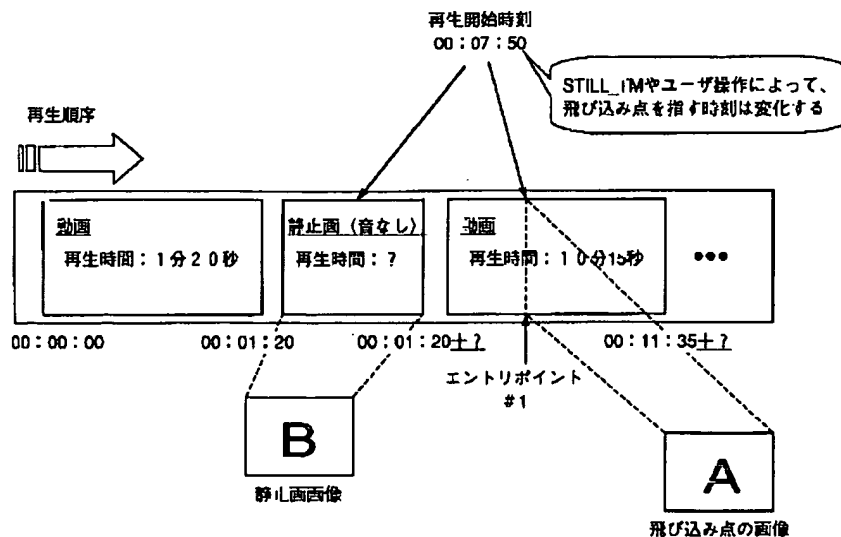 再生開始時刻
00：07：50
STILL_TMやユーザ操作によって、
飛び込み点を指す時刻は変化する
再生順序
動画
再生時間：１分２０秒
静止画（音なし）
再生時間：？
動画
再生時間：１０分15秒
•••
00：00：00
00：01：20
00：01：20＋？
00：11：35＋？
エントリポイント
#1
B
静止画画像
A
飛び込み点の画像